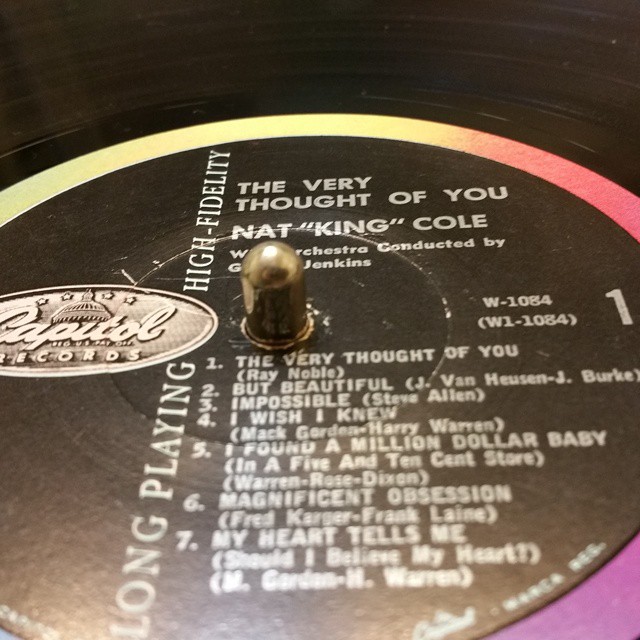 THE VERY
THOUGHT OF YOU
NAT "KING" COLE
Orchestra Conducted by
Jenkins
HIGH-FIDELITY
LONG PLAYING
Capitol
RECORDS
W-1084
(W1-1084)
1
1. THE VERY THOUGHT OF YOU
(Ray Noble)
2. BUT BEAUTIFUL (J. Van Heusen-J. Burke)
3. IMPOSSIBLE (Steve Allen)
4. I WISH I KNEW
(Mack Gordon-Harry Warren)
5. I FOUND A MILLION DOLLAR BABY
(In A Five And Ten Cent Store)
(Warren-Rose-Dixon)
6. MAGNIFICENT OBSESSION
(Fred Karger-Frank Laine)
7. MY HEART TELLS ME
(Should I Believe My Heart?)
(M. Gordon-H. Warren)
MARCA REG.